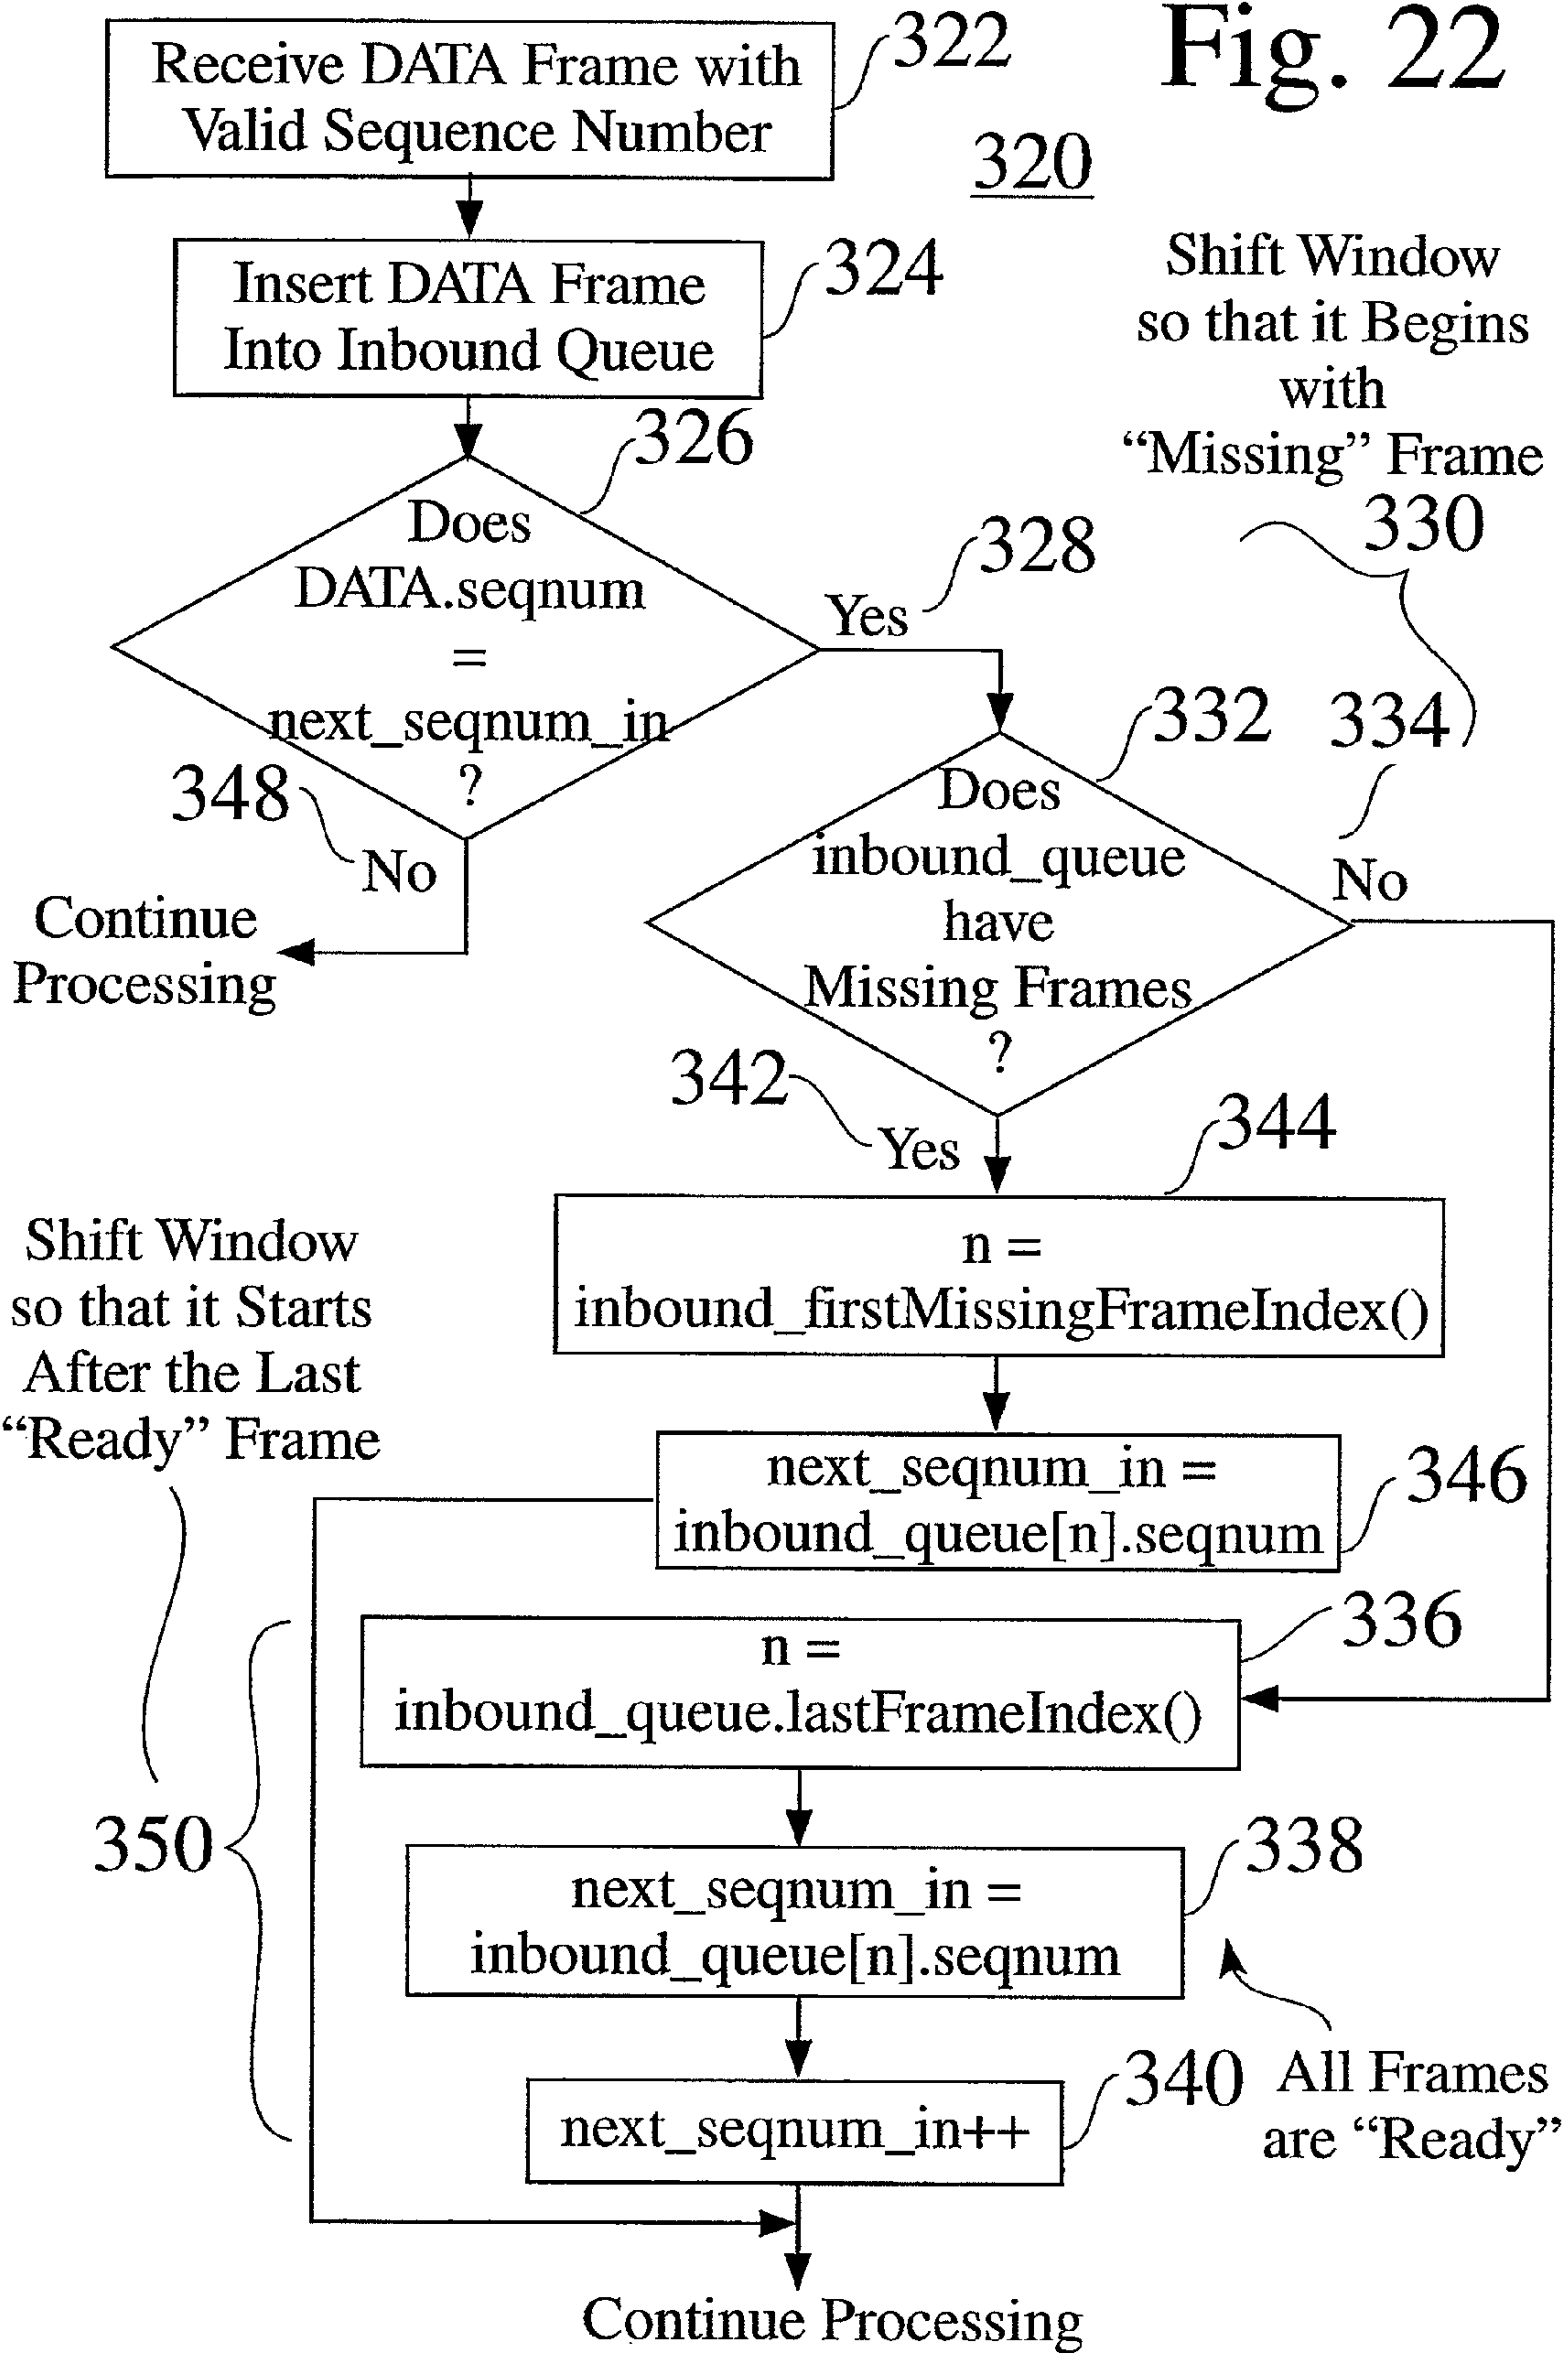 Fig. 22
320
Receive DATA Frame with
Valid Sequence Number
322
Insert DATA Frame
Into Inbound Queue
324
Shift Window
so that it Begins
with
“Missing” Frame
330
326
Does
DATA.seqnum
=
next_seqnum_in
?
Yes
328
348
No
Continue
Processing
332
334
Does
inbound_queue
have
Missing Frames
?
No
342
Yes
344
n =
inbound_firstMissingFrameIndex()
Shift Window
so that it Starts
After the Last
“Ready” Frame
next_seqnum_in =
inbound_queue[n].seqnum
346
n =
inbound_queue.lastFrameIndex()
336
350
next_seqnum_in =
inbound_queue[n].seqnum
338
next_seqnum_in++
340
All Frames
are “Ready”
Continue Processing